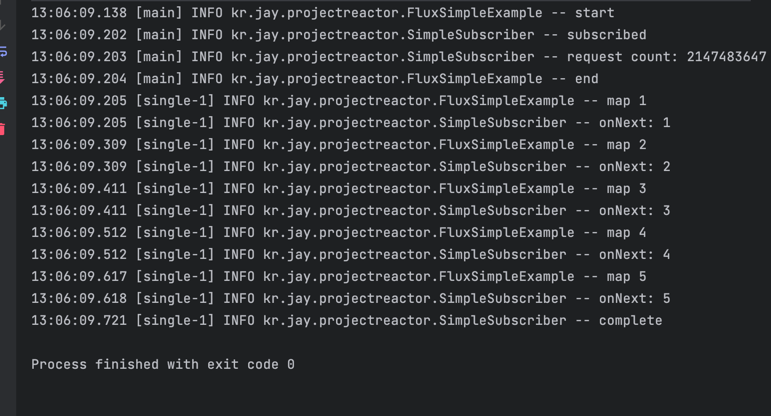 13:06:09.138 [main] INFO kr.jay.projectreactor.FluxSimpleExample -- start
13:06:09.202 [main] INFO kr.jay.projectreactor.SimpleSubscriber -- subscribed
13:06:09.203 [main] INFO kr.jay.projectreactor.SimpleSubscriber -- request count: 2147483647
13:06:09.204 [main] INFO kr.jay.projectreactor.FluxSimpleExample -- end
13:06:09.205 [single-1] INFO kr.jay.projectreactor.FluxSimpleExample -- map 1
13:06:09.205 [single-1] INFO kr.jay.projectreactor.SimpleSubscriber -- onNext: 1
13:06:09.309 [single-1] INFO kr.jay.projectreactor.FluxSimpleExample -- map 2
13:06:09.309 [single-1] INFO kr.jay.projectreactor.SimpleSubscriber -- onNext: 2
13:06:09.411 [single-1] INFO kr.jay.projectreactor.FluxSimpleExample -- map 3
13:06:09.411 [single-1] INFO kr.jay.projectreactor.SimpleSubscriber -- onNext: 3
13:06:09.512 [single-1] INFO kr.jay.projectreactor.FluxSimpleExample -- map 4
13:06:09.512 [single-1] INFO kr.jay.projectreactor.SimpleSubscriber -- onNext: 4
13:06:09.617 [single-1] INFO kr.jay.projectreactor.FluxSimpleExample -- map 5
13:06:09.618 [single-1] INFO kr.jay.projectreactor.SimpleSubscriber -- onNext: 5
13:06:09.721 [single-1] INFO kr.jay.projectreactor.SimpleSubscriber -- complete
Process finished with exit code 0